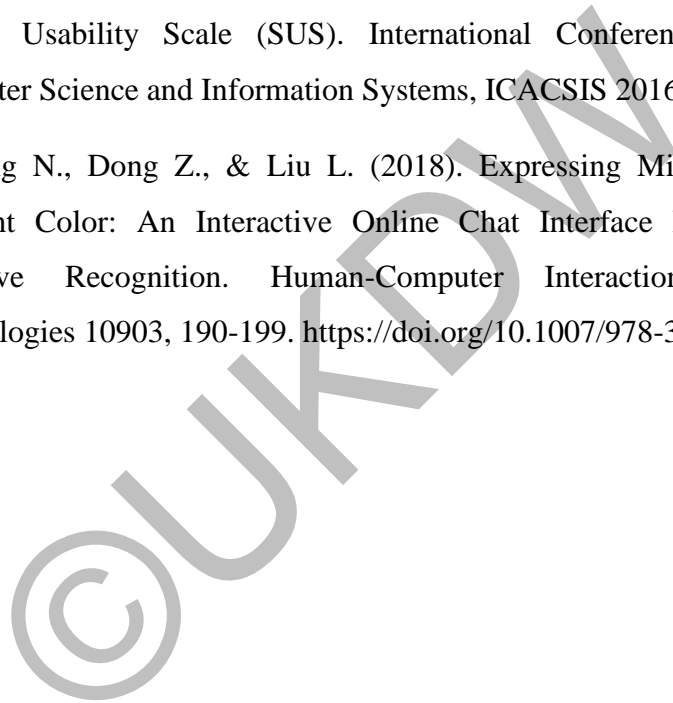 Usability Scale (SUS). International Conferen
ter Science and Information Systems, ICACSIS 2016
ng N., Dong Z., & Liu L. (2018). Expressing Mi
nt Color: An Interactive Online Chat Interface
ve Recognition. Human-Computer Interaction
logies 10903, 190-199. https://doi.org/10.1007/978-3
©UKDW